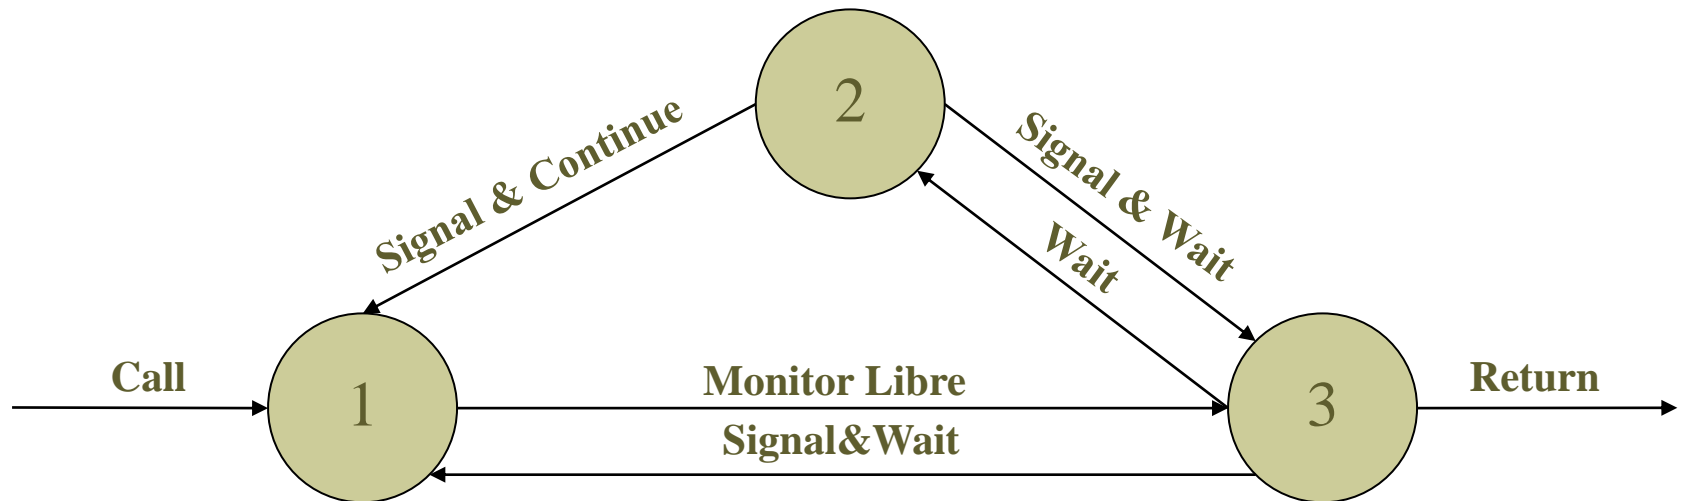 2
Signal & Continue
Signal & Wait
Wait
Call
1
Monitor Libre
Signal&Wait
3
Return